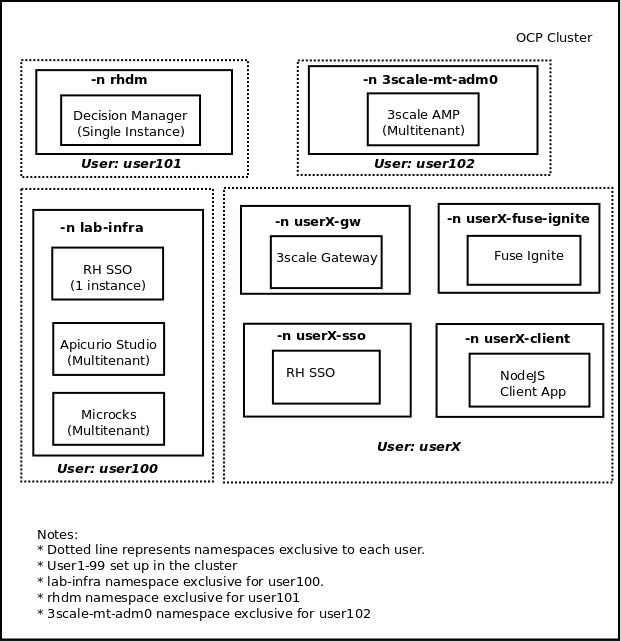 OCP Cluster
-n rhdm
Decision Manager
(Single Instance)
User: user101
-n 3scale-mt-adm0
3scale AMP
(Multitenant)
User: user102
-n lab-infra
RH SSO
(1 instance)
Apicurio Studio
(Multitenant)
Microcks
(Multitenant)
User: user100
-n userX-gw
3scale Gateway
-n userX-fuse-ignite
Fuse Ignite
-n userX-sso
RH SSO
-n userX-client
NodeJS
Client App
User: userX
Notes:
* Dotted line represents namespaces exclusive to each user.
* User1-99 set up in the cluster
* lab-infra namespace exclusive for user100.
* rhdm namespace exclusive for user101
* 3scale-mt-adm0 namespace exclusive for user102